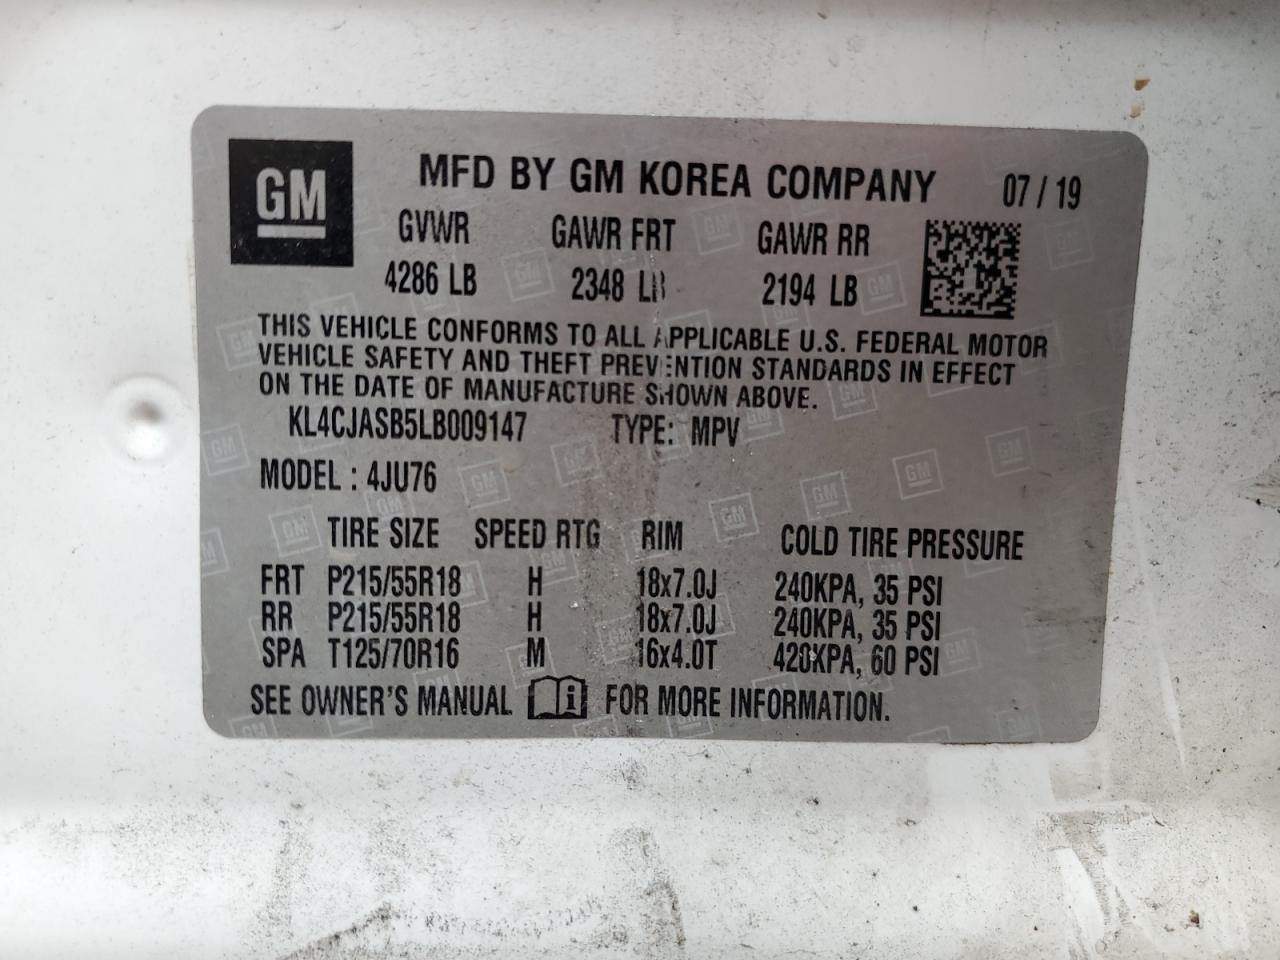 GM
MFD BY GM KOREA COMPANY 07 / 19
GVWR GAWR FRT GAWR RR
4286 LB 2348 LB 2194 LB
THIS VEHICLE CONFORMS TO ALL APPLICABLE U.S. FEDERAL MOTOR
VEHICLE SAFETY AND THEFT PREVENTION STANDARDS IN EFFECT
ON THE DATE OF MANUFACTURE SHOWN ABOVE.
KL4CJASB5LB009147 TYPE: MPV
MODEL : 4JU76
TIRE SIZE SPEED RTG RIM COLD TIRE PRESSURE
FRT P215/55R18 H 18x7.0J 240KPA, 35 PSI
RR P215/55R18 H 18x7.0J 240KPA, 35 PSI
SPA T125/70R16 M 16x4.0T 420KPA, 60 PSI
SEE OWNER'S MANUAL i FOR MORE INFORMATION.